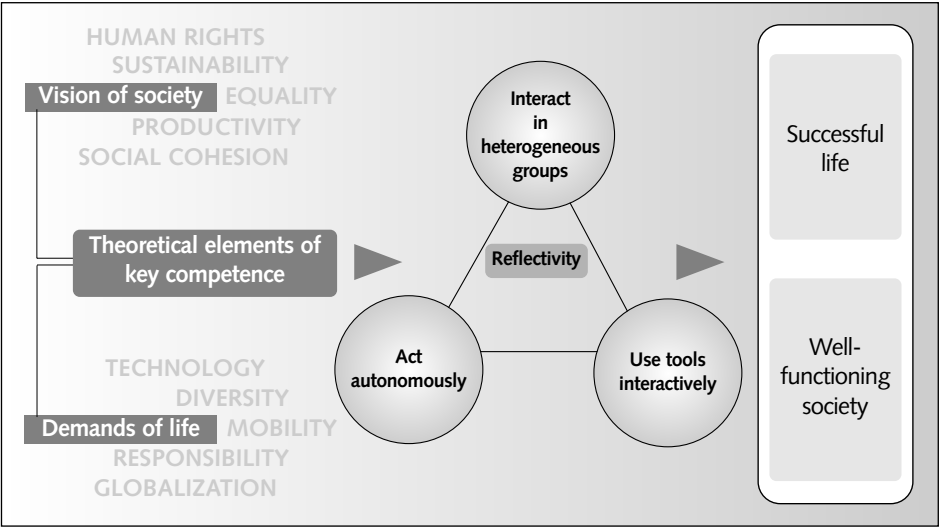 HUMAN RIGHTS
SUSTAINABILITY
Vision of society EQUALITY
PRODUCTIVITY
SOCIAL COHESION
Theoretical elements of
key competence
TECHNOLOGY
DIVERSITY
Demands of life MOBILITY
RESPONSIBILITY
GLOBALIZATION
Interact
in
heterogeneous
groups
Reflectivity
Act
autonomously
Use tools
interactively
Successful
life
Well-
functioning
society